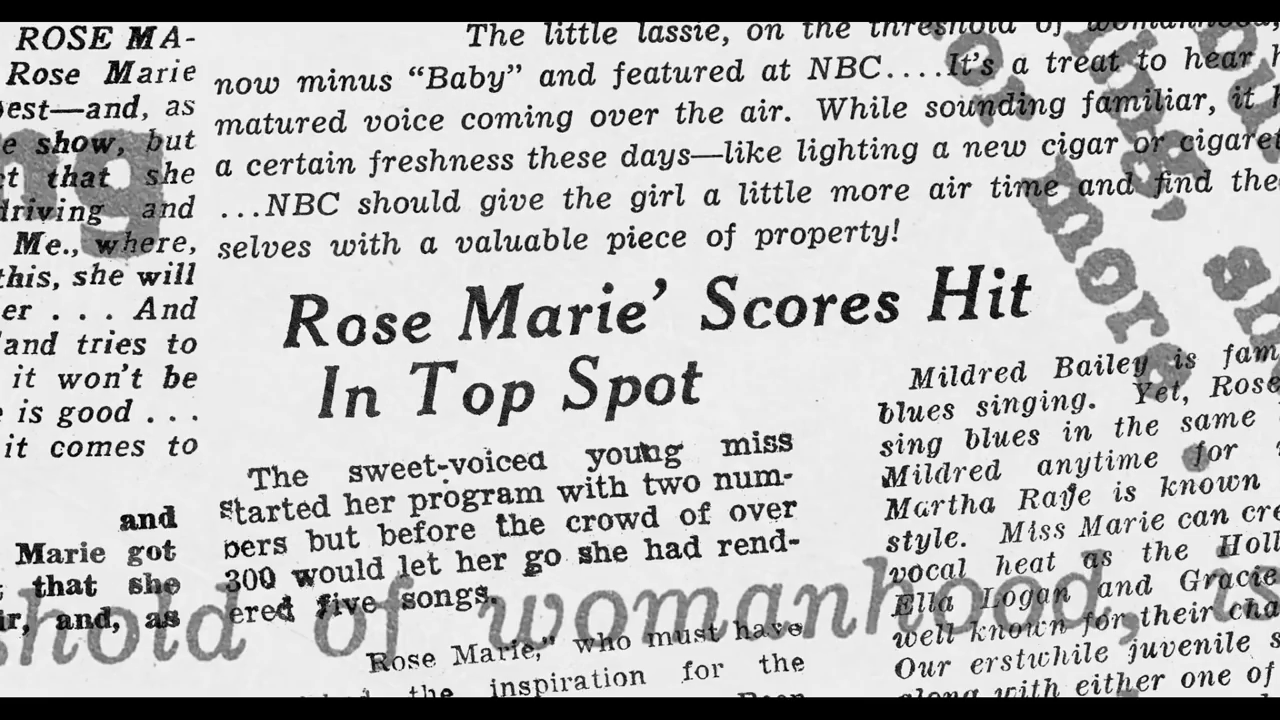 ROSE MA-
Rose Marie
est—and, as
e show, but
that she
driving and
Me., where,
this, she will
er . . . And
and tries to
it won't be
is good . . .
it comes to
and
Marie got
that she
and, as
The little lassie, on the threshold of womanhood,
now minus “Baby” and featured at NBC....It's a treat to hear
matured voice coming over the air. While sounding familiar, it
a certain freshness these days—like lighting a new cigar or cigaret
...NBC should give the girl a little more air time and find the
selves with a valuable piece of property!
Rose Marie' Scores Hit
In Top Spot
The sweet-voiced young miss
started her program with two num-
bers but before the crowd of over
300 would let her go she had rend-
ered five songs.
Rose Marie,” who must have
the inspiration for the
Mildred Bailey is fam
blues singing. Yet, Rose
sing blues in the same
Mildred anytime for
Martha Raye is known
style. Miss Marie can cre
vocal heat as the Holl
Ella Logan and Gracie
well known for their cha
Our erstwhile juvenile s
along with either one of
hold of womanhood, is